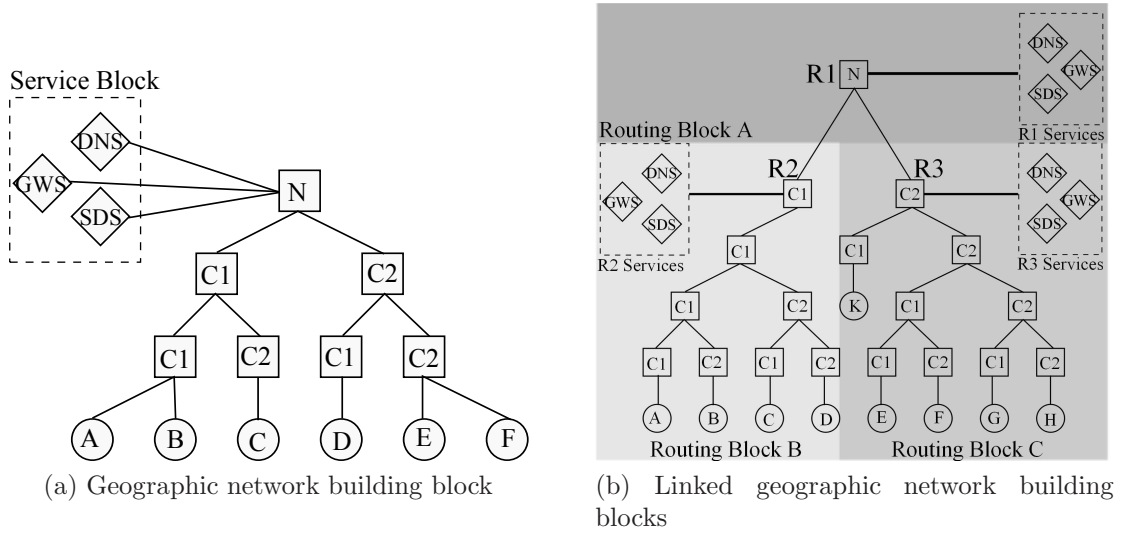 Service Block
DNS
GWS
SDS
N
C1 C2
C1 C2 C1 C2
A B C D E F
(a) Geographic network building block
R1 N
DNS
GWS
SDS
R1 Services
Routing Block A
DNS
GWS
SDS
R2 Services
R2
C1
R3
C2
DNS
GWS
SDS
R3 Services
C1 C1 C2
C1 C2 K C1 C2
C1 C2 C1 C2 C1 C2 C1 C2
A B C D E F G H
Routing Block B Routing Block C
(b) Linked geographic network building
blocks